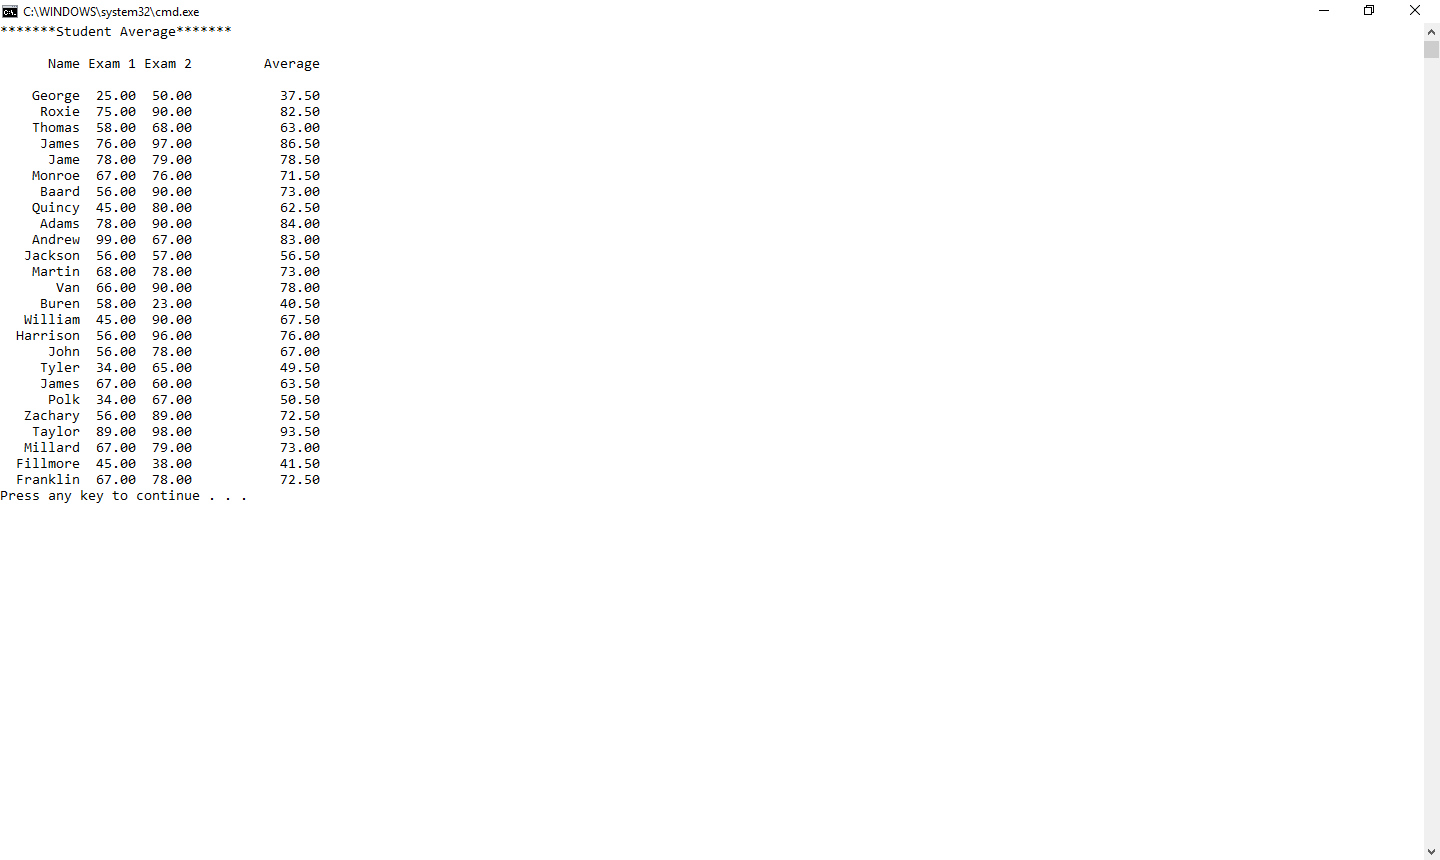 C:\WINDOWS\system32\cmd.exe
*******Student Average*******
Name Exam 1 Exam 2 Average
George 25.00 50.00 37.50
Roxie 75.00 90.00 82.50
Thomas 58.00 68.00 63.00
James 76.00 97.00 86.50
Jame 78.00 79.00 78.50
Monroe 67.00 76.00 71.50
Baard 56.00 90.00 73.00
Quincy 45.00 80.00 62.50
Adams 78.00 90.00 84.00
Andrew 99.00 67.00 83.00
Jackson 56.00 57.00 56.50
Martin 68.00 78.00 73.00
Van 66.00 90.00 78.00
Buren 58.00 23.00 40.50
William 45.00 90.00 67.50
Harrison 56.00 96.00 76.00
John 56.00 78.00 67.00
Tyler 34.00 65.00 49.50
James 67.00 60.00 63.50
Polk 34.00 67.00 50.50
Zachary 56.00 89.00 72.50
Taylor 89.00 98.00 93.50
Millard 67.00 79.00 73.00
Fillmore 45.00 38.00 41.50
Franklin 67.00 78.00 72.50
Press any key to continue . . .